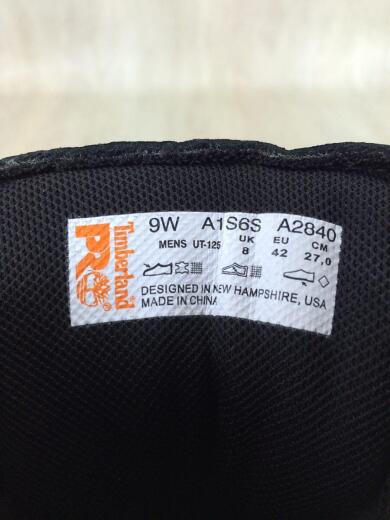 Timberland
PRO®
9W A1S6S A2840
MENS UT-125 UK EU CM
8 42 27,0
DESIGNED IN NEW HAMPSHIRE, USA
MADE IN CHINA